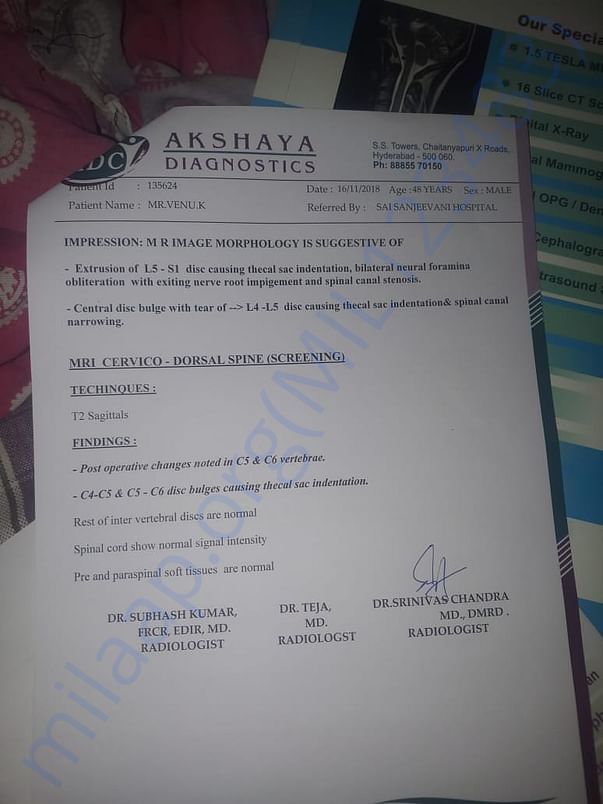 Our Specia
1.5 TESLA M
16 Slice CT Sc
Digital X-Ray
al Mammog
OPG / Den
Cephalogra
trasound
DC
AKSHAYA
DIAGNOSTICS
S.S. Towers, Chaitanyapuri X Roads,
Hyderabad - 500 060.
Ph: 88855 70150
Patient Id : 135624
Date : 16/11/2018 Age :48 YEARS Sex : MALE
Patient Name : MR.VENU.K
Referred By : SAI SANJEEVANI HOSPITAL
IMPRESSION: M R IMAGE MORPHOLOGY IS SUGGESTIVE OF
- Extrusion of L5 - S1 disc causing thecal sac indentation, bilateral neural foramina
obliteration with exiting nerve root impigement and spinal canal stenosis.
- Central disc bulge with tear of --> L4 -L5 disc causing thecal sac indentation& spinal canal
narrowing.
MRI CERVICO - DORSAL SPINE (SCREENING)
TECHINQUES :
T2 Sagittals
FINDINGS :
- Post operative changes noted in C5 & C6 vertebrae.
- C4-C5 & C5 - C6 disc bulges causing thecal sac indentation.
Rest of inter vertebral discs are normal
Spinal cord show normal signal intensity
Pre and paraspinal soft tissues are normal
DR. SUBHASH KUMAR,
FRCR, EDIR, MD.
RADIOLOGIST
DR. TEJA,
MD.
RADIOLOGST
DR.SRINIVAS CHANDRA
MD., DMRD .
RADIOLOGIST